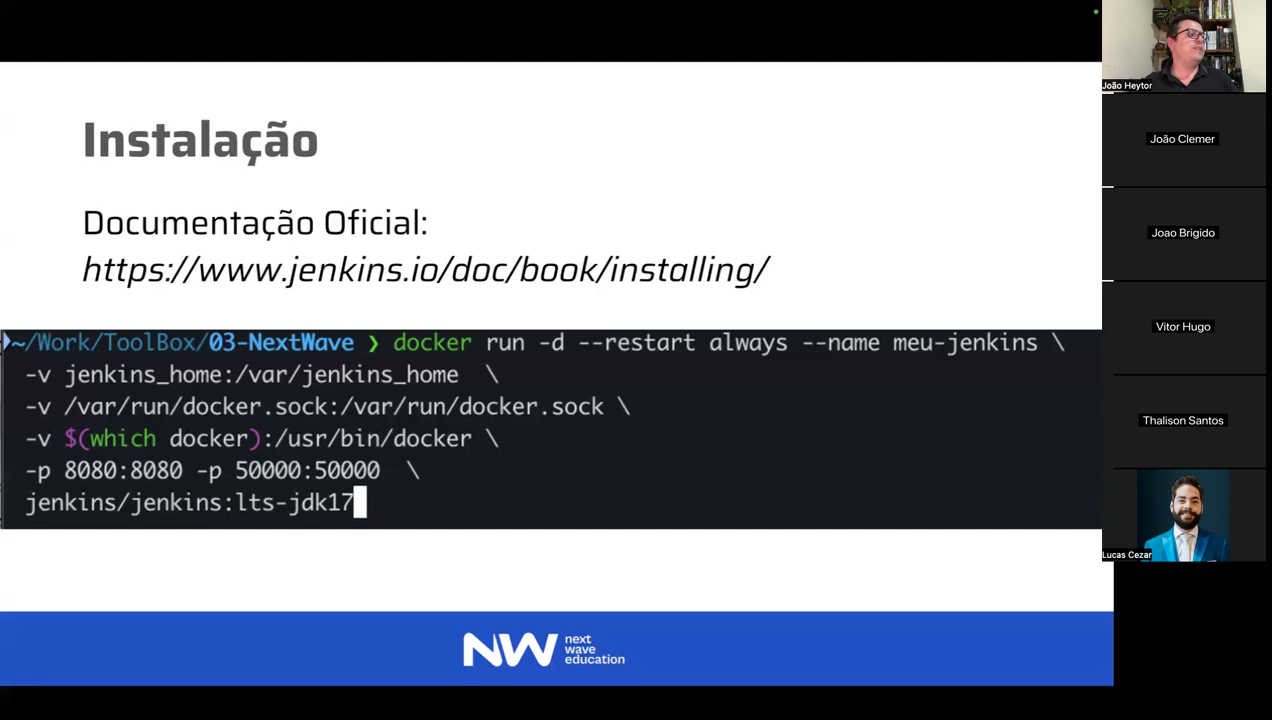 Instalação
Documentação Oficial:
https://www.jenkins.io/doc/book/installing/
~/Work/ToolBox/03-NextWave ❯ docker run -d --restart always --name meu-jenkins \
-v jenkins_home:/var/jenkins_home \
-v /var/run/docker.sock:/var/run/docker.sock \
-v $(which docker):/usr/bin/docker \
-p 8080:8080 -p 50000:50000 \
jenkins/jenkins:lts-jdk17
NW next
wave
education
João Heytor
João Clemer
Joao Brigido
Vitor Hugo
Thalison Santos
Lucas Cezar